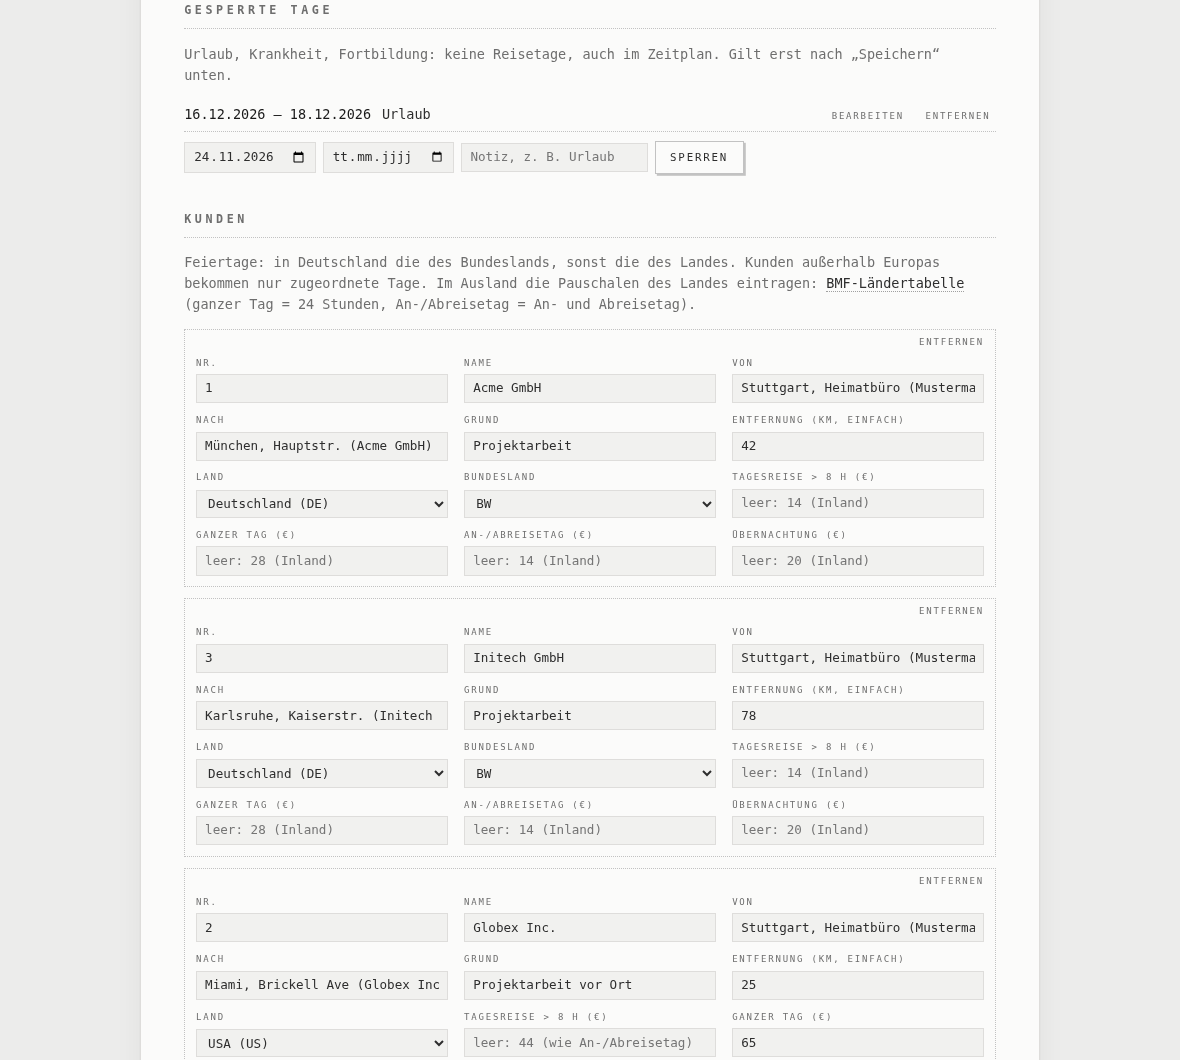 GESPERRTE TAGE
Urlaub, Krankheit, Fortbildung: keine Reisetage, auch im Zeitplan. Gilt erst nach „Speichern“
unten.
16.12.2026 – 18.12.2026 Urlaub BEARBEITEN ENTFERNEN
24.11.2026 tt.mm.jjjj Notiz, z. B. Urlaub SPERREN
KUNDEN
Feiertage: in Deutschland die des Bundeslands, sonst die des Landes. Kunden außerhalb Europas
bekommen nur zugeordnete Tage. Im Ausland die Pauschalen des Landes eintragen: BMF-Ländertabelle
(ganzer Tag = 24 Stunden, An-/Abreisetag = An- und Abreisetag).
ENTFERNEN
NR. NAME VON
1 Acme GmbH Stuttgart, Heimatbüro (Musterma
NACH GRUND ENTFERNUNG (KM, EINFACH)
München, Hauptstr. (Acme GmbH) Projektarbeit 42
LAND BUNDESLAND TAGESREISE > 8 H (€)
Deutschland (DE) BW leer: 14 (Inland)
GANZER TAG (€) AN-/ABREISETAG (€) ÜBERNACHTUNG (€)
leer: 28 (Inland) leer: 14 (Inland) leer: 20 (Inland)
ENTFERNEN
NR. NAME VON
3 Initech GmbH Stuttgart, Heimatbüro (Musterma
NACH GRUND ENTFERNUNG (KM, EINFACH)
Karlsruhe, Kaiserstr. (Initech Projektarbeit 78
LAND BUNDESLAND TAGESREISE > 8 H (€)
Deutschland (DE) BW leer: 14 (Inland)
GANZER TAG (€) AN-/ABREISETAG (€) ÜBERNACHTUNG (€)
leer: 28 (Inland) leer: 14 (Inland) leer: 20 (Inland)
ENTFERNEN
NR. NAME VON
2 Globex Inc. Stuttgart, Heimatbüro (Musterma
NACH GRUND ENTFERNUNG (KM, EINFACH)
Miami, Brickell Ave (Globex Inc Projektarbeit vor Ort 25
LAND TAGESREISE > 8 H (€) GANZER TAG (€)
USA (US) leer: 44 (wie An-/Abreisetag) 65